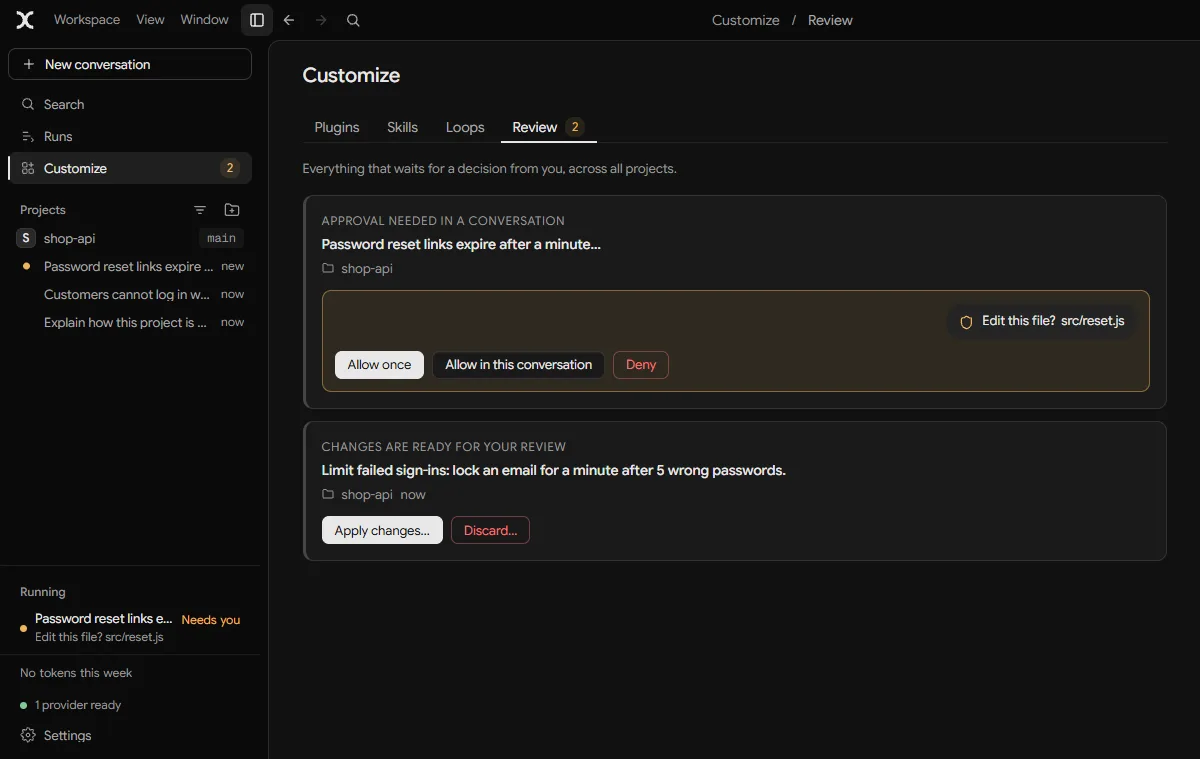 Workspace View Window
Customize / Review
New conversation
Search
Runs
Customize 2
Projects
S shop-api main
Password reset links expire ... new
Customers cannot log in w... now
Explain how this project is ... now
Running
Password reset links e... Needs you
Edit this file? src/reset.js
No tokens this week
1 provider ready
Settings
Customize
Plugins Skills Loops Review 2
Everything that waits for a decision from you, across all projects.
APPROVAL NEEDED IN A CONVERSATION
Password reset links expire after a minute...
shop-api
Edit this file? src/reset.js
Allow once Allow in this conversation Deny
CHANGES ARE READY FOR YOUR REVIEW
Limit failed sign-ins: lock an email for a minute after 5 wrong passwords.
shop-api now
Apply changes... Discard...